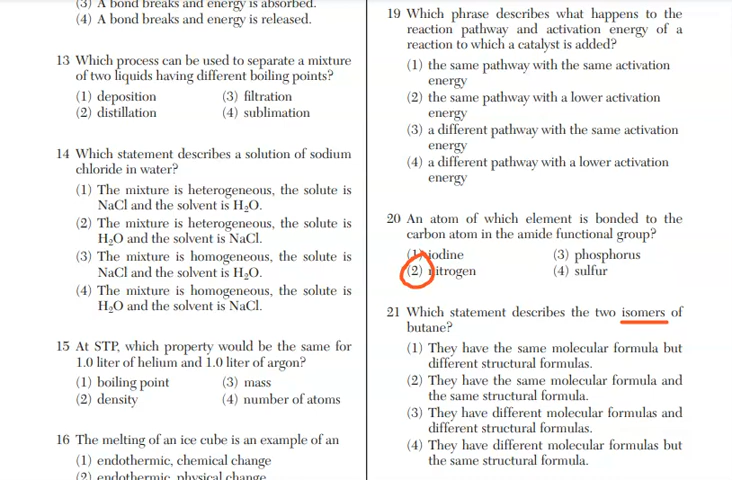 (3) A bond breaks and energy is absorbed.
(4) A bond breaks and energy is released.
13 Which process can be used to separate a mixture
of two liquids having different boiling points?
(1) deposition (3) filtration
(2) distillation (4) sublimation
14 Which statement describes a solution of sodium
chloride in water?
(1) The mixture is heterogeneous, the solute is
NaCl and the solvent is H₂O.
(2) The mixture is heterogeneous, the solute is
H₂O and the solvent is NaCl.
(3) The mixture is homogeneous, the solute is
NaCl and the solvent is H₂O.
(4) The mixture is homogeneous, the solute is
H₂O and the solvent is NaCl.
15 At STP, which property would be the same for
1.0 liter of helium and 1.0 liter of argon?
(1) boiling point (3) mass
(2) density (4) number of atoms
16 The melting of an ice cube is an example of an
(1) endothermic, chemical change
(2) endothermic, physical change
19 Which phrase describes what happens to the
reaction pathway and activation energy of a
reaction to which a catalyst is added?
(1) the same pathway with the same activation
energy
(2) the same pathway with a lower activation
energy
(3) a different pathway with the same activation
energy
(4) a different pathway with a lower activation
energy
20 An atom of which element is bonded to the
carbon atom in the amide functional group?
(1) iodine (3) phosphorus
(2) nitrogen (4) sulfur
21 Which statement describes the two isomers of
butane?
(1) They have the same molecular formula but
different structural formulas.
(2) They have the same molecular formula and
the same structural formula.
(3) They have different molecular formulas and
different structural formulas.
(4) They have different molecular formulas but
the same structural formula.